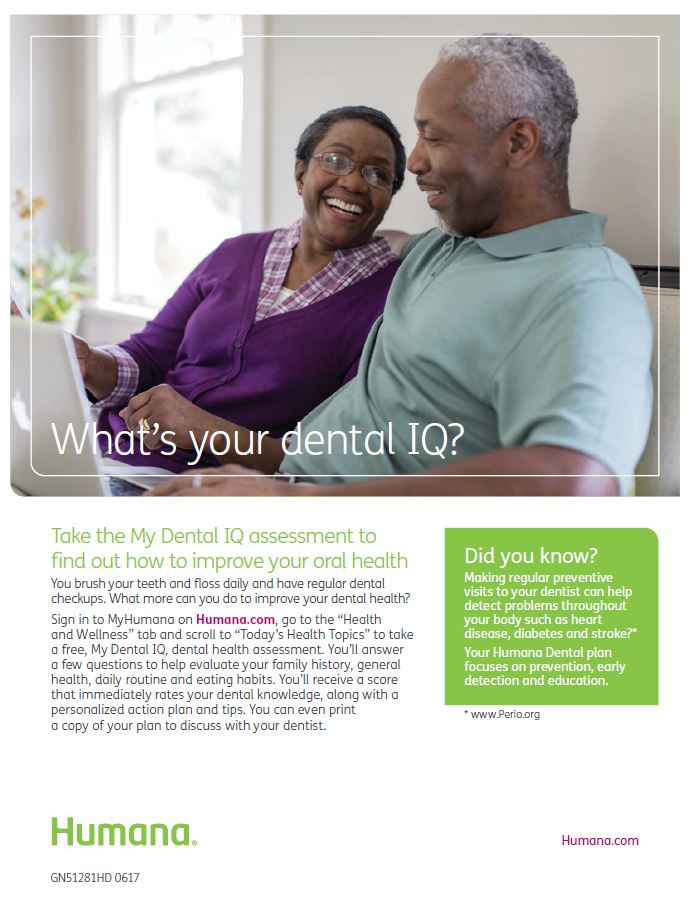 What's your dental IQ?
Take the My Dental IQ assessment to
find out how to improve your oral health
You brush your teeth and floss daily and have regular dental
checkups. What more can you do to improve your dental health?
Sign in to MyHumana on Humana.com, go to the “Health
and Wellness” tab and scroll to “Today’s Health Topics” to take
a free, My Dental IQ, dental health assessment. You’ll answer
a few questions to help evaluate your family history, general
health, daily routine and eating habits. You’ll receive a score
that immediately rates your dental knowledge, along with a
personalized action plan and tips. You can even print
a copy of your plan to discuss with your dentist.
Did you know?
Making regular preventive
visits to your dentist can help
detect problems throughout
your body such as heart
disease, diabetes and stroke?*
Your Humana Dental plan
focuses on prevention, early
detection and education.
* www.Perio.org
Humana®
Humana.com
GN51281HD 0617